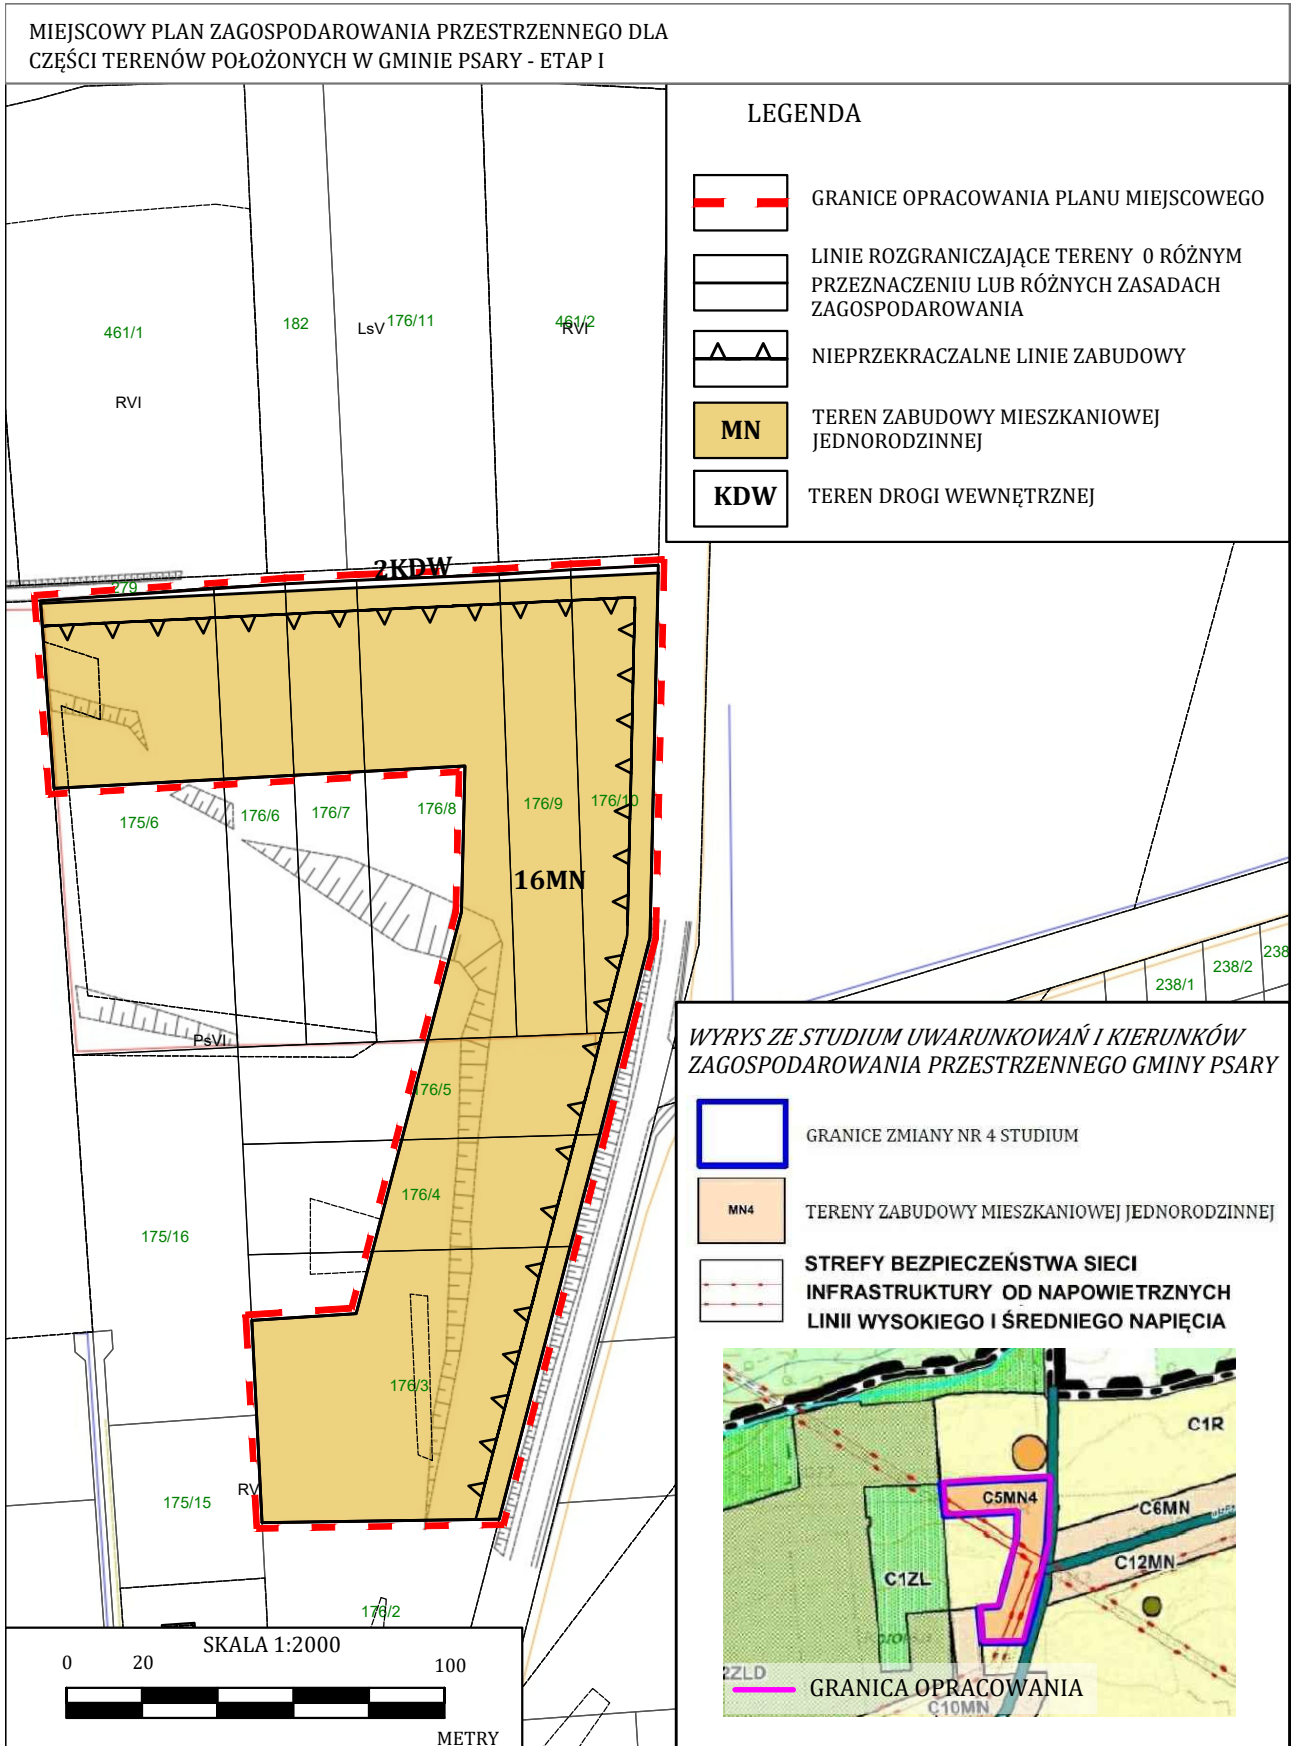 MIEJSCOWY PLAN ZAGOSPODAROWANIA PRZESTRZENNEGO DLA
CZĘŚCI TERENÓW POŁOŻONYCH W GMINIE PSARY - ETAP I
LEGENDA
GRANICE OPRACOWANIA PLANU MIEJSCOWEGO
LINIE ROZGRANICZAJĄCE TERENY 0 RÓŻNYM
PRZEZNACZENIU LUB RÓŻNYCH ZASADACH
ZAGOSPODAROWANIA
NIEPRZEKRACZALNE LINIE ZABUDOWY
MN
TEREN ZABUDOWY MIESZKANIOWEJ
JEDNORODZINNEJ
KDW
TEREN DROGI WEWNĘTRZNEJ
461/1
182
LsV
176/11
461/2
RVI
RVI
2KDW
279
175/6
176/6
176/7
176/8
176/9
176/10
16MN
PsVI
176/5
176/4
175/16
176/3
RV
175/15
176/2
238/1
238/2
238
WYRYS ZE STUDIUM UWARUNKOWAŃ I KIERUNKÓW
ZAGOSPODAROWANIA PRZESTRZENNEGO GMINY PSARY
GRANICE ZMIANY NR 4 STUDIUM
MN4
TERENY ZABUDOWY MIESZKANIOWEJ JEDNORODZINNEJ
STREFY BEZPIECZEŃSTWA SIECI
INFRASTRUKTURY OD NAPOWIETRZNYCH
LINII WYSOKIEGO I ŚREDNIEGO NAPIĘCIA
C1R
C5MN4
C6MN
C12MN
C1ZL
2ZLD
GRANICA OPRACOWANIA
C10MN
SKALA 1:2000
0 20 100
METRY